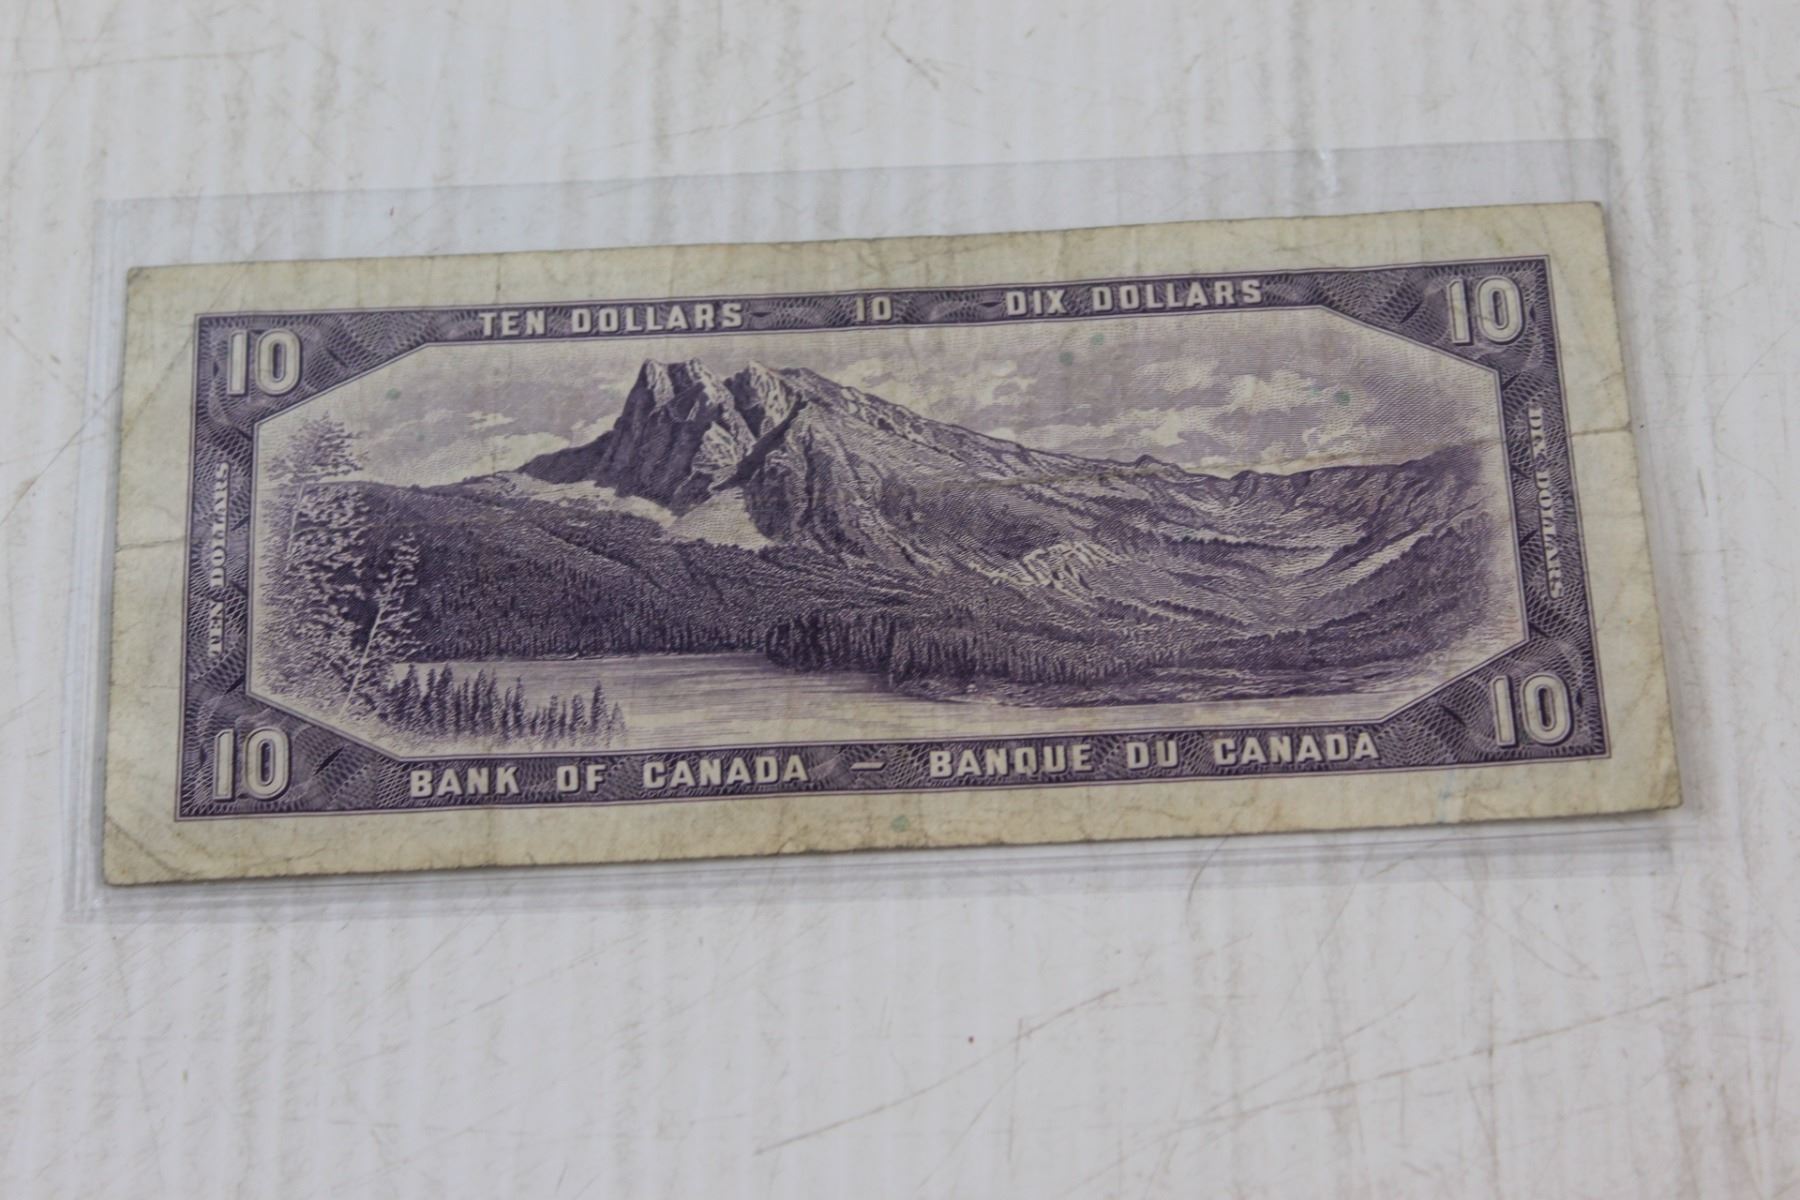 TEN DOLLARS 10 DIX DOLLARS
10 10
TEN DOLLARS
DIX DOLLARS
10 10
BANK OF CANADA — BANQUE DU CANADA